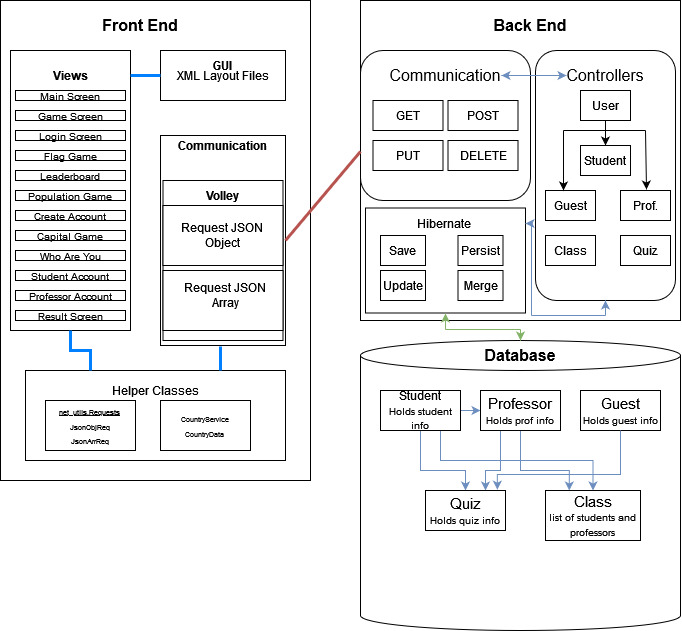 Front End
Views
Main Screen
Game Screen
Login Screen
Flag Game
Leaderboard
Population Game
Create Account
Capital Game
Who Are You
Student Account
Professor Account
Result Screen
GUI
XML Layout Files
Communication
Volley
Request JSON
Object
Request JSON
Array
Helper Classes
net_utils.Requests
JsonObjReq
JsonArrReq
CountryService
CountryData
Back End
Communication
GET
POST
PUT
DELETE
Controllers
User
Student
Guest
Prof.
Class
Quiz
Hibernate
Save
Persist
Update
Merge
Database
Student
Holds student
info
Professor
Holds prof info
Guest
Holds guest info
Quiz
Holds quiz info
Class
list of students and
professors